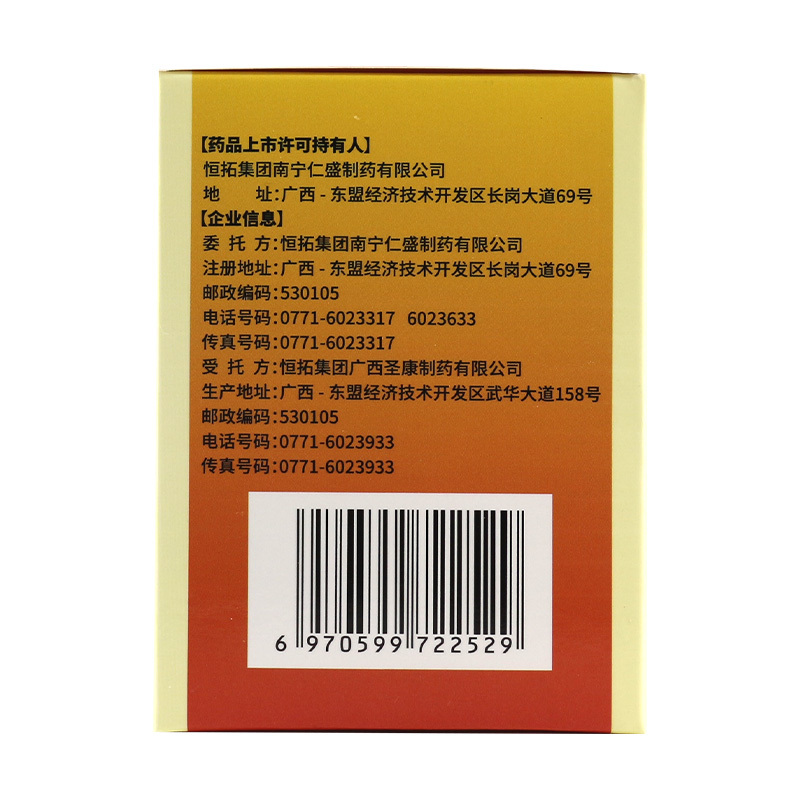 【药品上市许可持有人】
恒拓集团南宁仁盛制药有限公司
地 址:广西-东盟经济技术开发区长岗大道69号
【企业信息】
委 托 方:恒拓集团南宁仁盛制药有限公司
注册地址:广西-东盟经济技术开发区长岗大道69号
邮政编码:530105
电话号码:0771-6023317 6023633
传真号码:0771-6023317
受 托 方:恒拓集团广西圣康制药有限公司
生产地址:广西-东盟经济技术开发区武华大道158号
邮政编码:530105
电话号码:0771-6023933
传真号码:0771-6023933
6 970599 722529